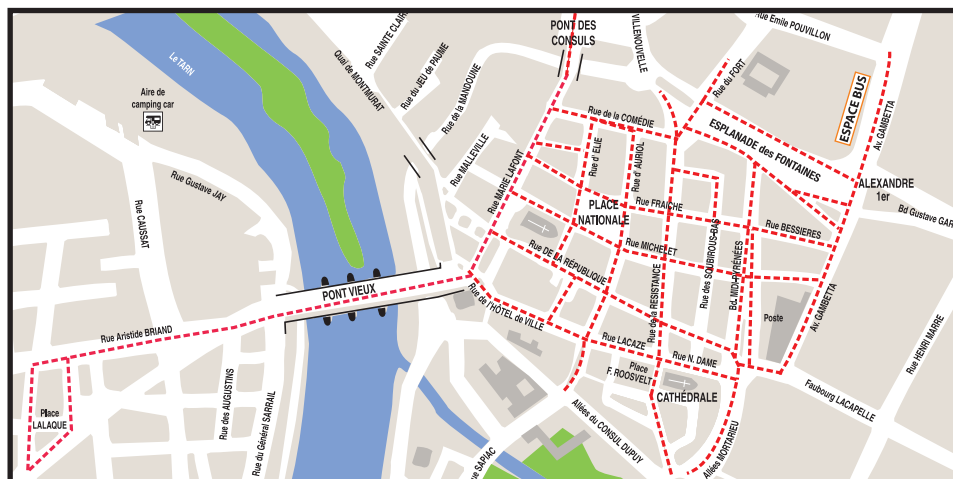 PONT DES
CONSULS
VILLENOUVELLE
Rue Emile POUVILLON
Rue SAINTE CLAIRE
Quai de MONTMURAT
Rue du JEU de PAUME
Rue de la MANDOUNE
Le TARN
Aire de
camping car
Rue du FORT
ESPACE BUS
Av. GAMBETTA
Rue de la COMÉDIE
ESPLANADE des FONTAINES
Rue MALLEVILLE
Rue MARIE LAFONT
Rue d' ELIE
Rue d' AURIOL
Rue Gustave JAY
Rue CAUSSAT
ALEXANDRE
1er
Bd Gustave GAR
PLACE
NATIONALE
Rue FRAICHE
Rue BESSIERES
Rue MICHELET
Rue DE LA RÉPUBLIQUE
Rue de la RESISTANCE
Rue des SOUBIROUS-BAS
Bd. MIDI-PYRÉNÉES
PONT VIEUX
Rue de l'HÔTEL de VILLE
Poste
Av. GAMBETTA
Rue HENRI MARRE
Rue Aristide BRIAND
Rue LACAZE
Rue N. DAME
Place
F. ROOSVELT
CATHÉDRALE
Faubourg LACAPELLE
Place
LALAQUE
Rue des AUGUSTINS
Rue du Général SARRAIL
Allées du CONSUL DUPUY
Allées MORTARIEU
Rue SAPIAC